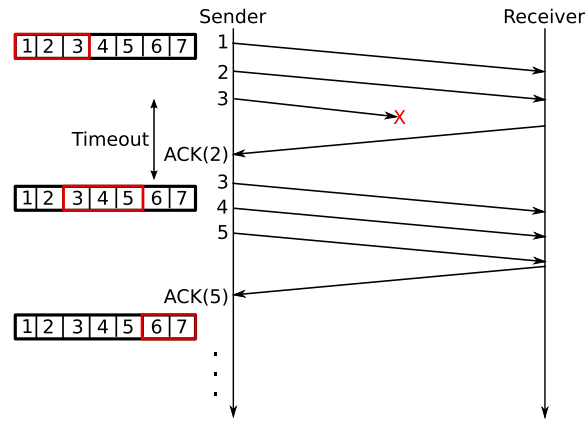 Sender Receiver
1 2 3 4 5 6 7 1
2
3 X
Timeout
ACK(2)
3
1 2 3 4 5 6 7 4
5
ACK(5)
1 2 3 4 5 6 7